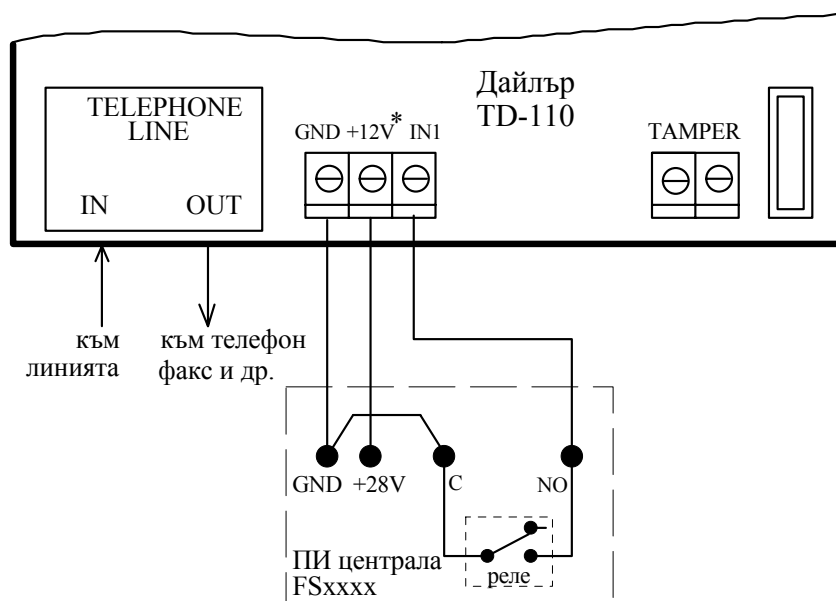 Дайлър
TD-110
TELEPHONE
LINE
IN OUT
GND +12V* IN1
TAMPER
към
линията
към телефон
факс и др.
GND +28V C NO
ПИ централа
FSxxxx
реле